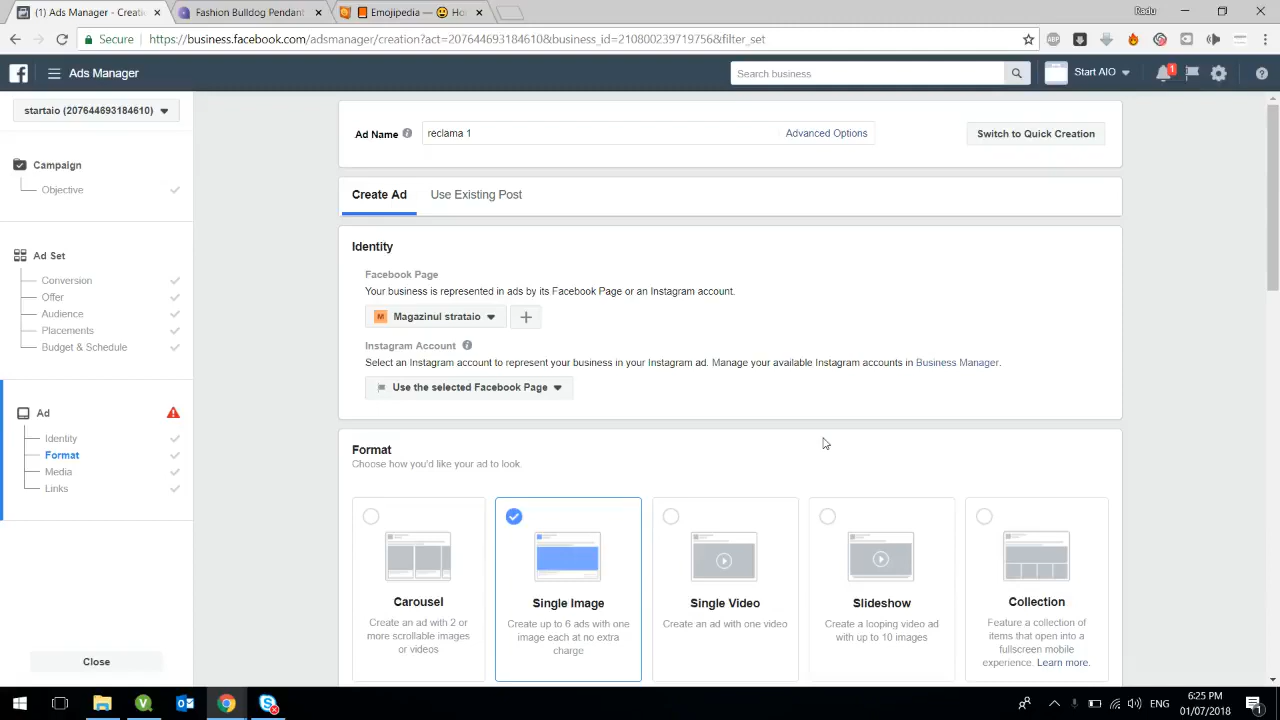 (1) Ads Manager - Creati
Fashion Bulldog Pendant
Emojipedia — 😃 Ho
Radu
Secure
https://business.facebook.com/adsmanager/creation?act=207644693184610&business_id=210800239719756&filter_set
ABP
Ads Manager
Search business
Start AIO
1
startaio (207644693184610)
Ad Name
reclama 1
Advanced Options
Switch to Quick Creation
Campaign
Objective
Create Ad
Use Existing Post
Ad Set
Conversion
Offer
Audience
Placements
Budget & Schedule
Identity
Facebook Page
Your business is represented in ads by its Facebook Page or an Instagram account.
M
Magazinul strataio
Instagram Account
Select an Instagram account to represent your business in your Instagram ad. Manage your available Instagram accounts in Business Manager.
Use the selected Facebook Page
Ad
Identity
Format
Media
Links
Format
Choose how you'd like your ad to look.
Carousel
Create an ad with 2 or
more scrollable images
or videos
Single Image
Create up to 6 ads with one
image each at no extra
charge
Single Video
Create an ad with one video
Slideshow
Create a looping video ad
with up to 10 images
Collection
Feature a collection of
items that open into a
fullscreen mobile
experience. Learn more.
Close
ENG
6:25 PM
01/07/2018
1